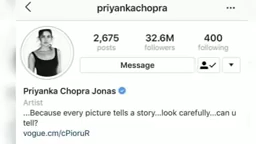 priyankachopra
2,675 32.6M 400
posts followers following
Message
Priyanka Chopra Jonas
Artist
...Because every picture tells a story...look carefully...can u
tell?
vogue.cm/cPioruR